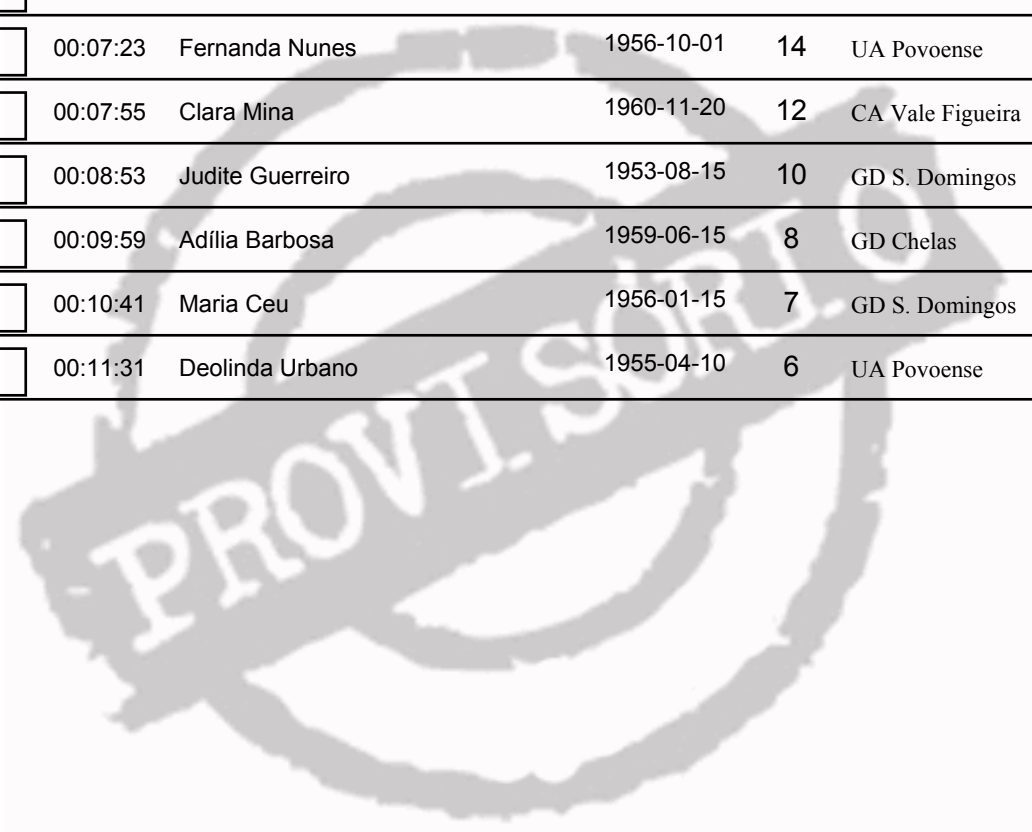 00:07:23 Fernanda Nunes 1956-10-01 14 UA Povoense
00:07:55 Clara Mina 1960-11-20 12 CA Vale Figueira
00:08:53 Judite Guerreiro 1953-08-15 10 GD S. Domingos
00:09:59 Adília Barbosa 1959-06-15 8 GD Chelas
00:10:41 Maria Ceu 1956-01-15 7 GD S. Domingos
00:11:31 Deolinda Urbano 1955-04-10 6 UA Povoense
PROVISÓRIO